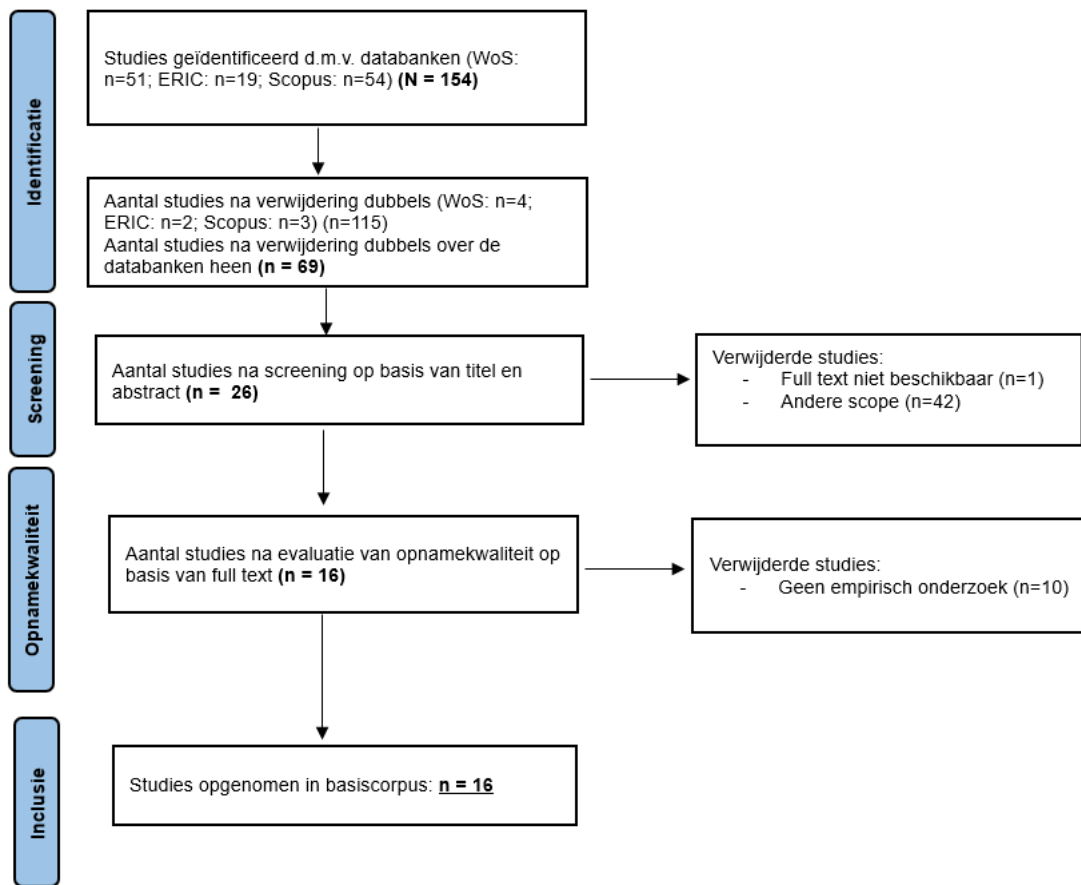 Identificatie
Studies geïdentificeerd d.m.v. databanken (WoS:
n=51; ERIC: n=19; Scopus: n=54) (N = 154)
Aantal studies na verwijdering dubbels (WoS: n=4;
ERIC: n=2; Scopus: n=3) (n=115)
Aantal studies na verwijdering dubbels over de
databanken heen (n = 69)
Screening
Aantal studies na screening op basis van titel en
abstract (n = 26)
Verwijderde studies:
- Full text niet beschikbaar (n=1)
- Andere scope (n=42)
Opnamekwaliteit
Aantal studies na evaluatie van opnamekwaliteit op
basis van full text (n = 16)
Verwijderde studies:
- Geen empirisch onderzoek (n=10)
Inclusie
Studies opgenomen in basiscorpus: n = 16